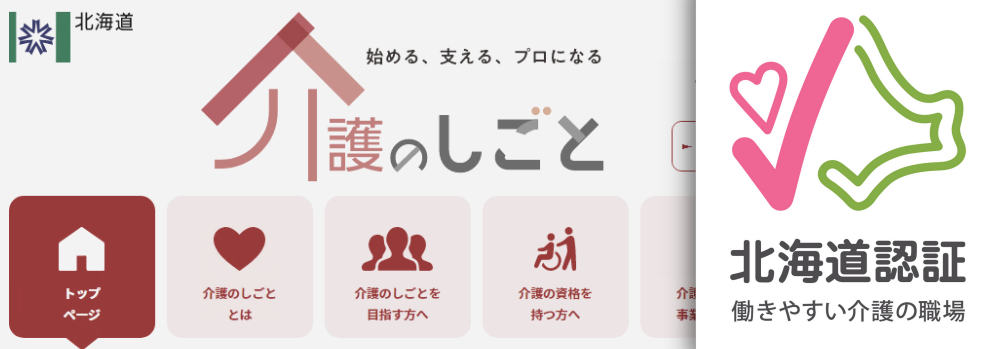 北海道
始める、支える、プロになる
介護のしごと
トップ
ページ
介護のしごと
とは
介護のしごとを
目指す方へ
介護の資格を
持つ方へ
北海道認証
働きやすい介護の職場